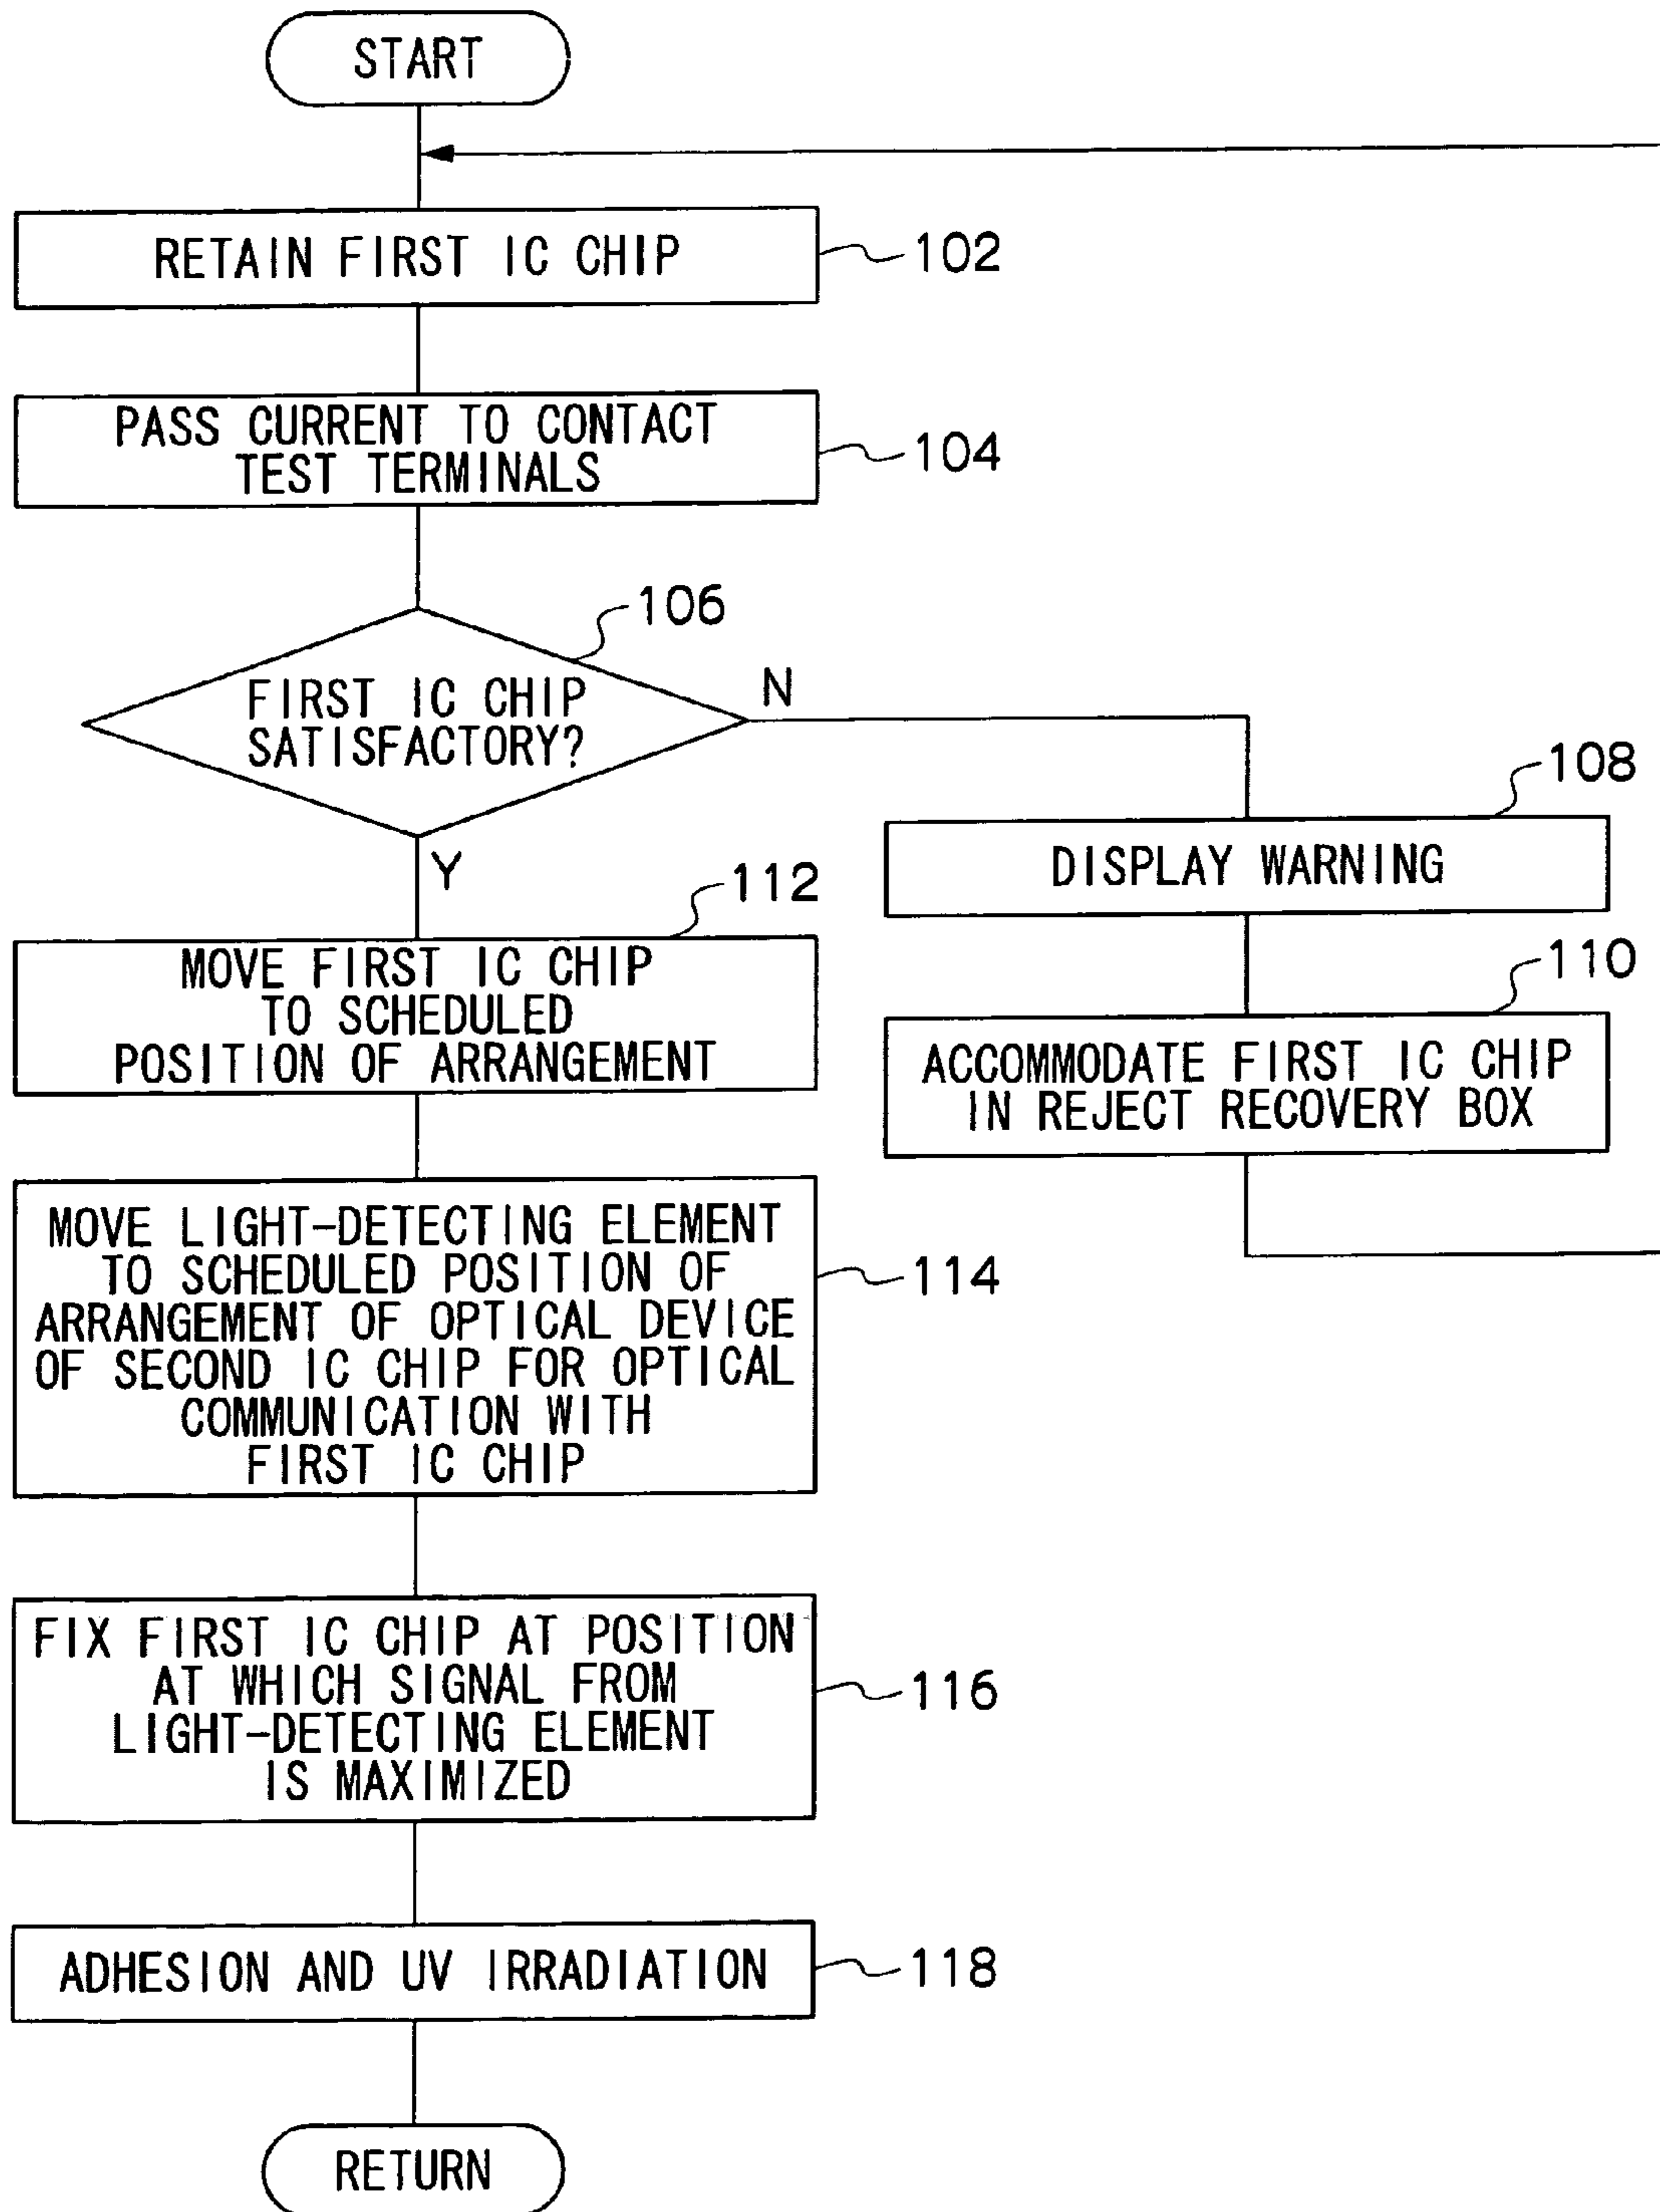 START
RETAIN FIRST IC CHIP
102
PASS CURRENT TO CONTACT
TEST TERMINALS
104
106
FIRST IC CHIP
SATISFACTORY?
N
Y
108
DISPLAY WARNING
110
ACCOMMODATE FIRST IC CHIP
IN REJECT RECOVERY BOX
112
MOVE FIRST IC CHIP
TO SCHEDULED
POSITION OF ARRANGEMENT
MOVE LIGHT-DETECTING ELEMENT
TO SCHEDULED POSITION OF
ARRANGEMENT OF OPTICAL DEVICE
OF SECOND IC CHIP FOR OPTICAL
COMMUNICATION WITH
FIRST IC CHIP
114
FIX FIRST IC CHIP AT POSITION
AT WHICH SIGNAL FROM
LIGHT-DETECTING ELEMENT
IS MAXIMIZED
116
ADHESION AND UV IRRADIATION
118
RETURN